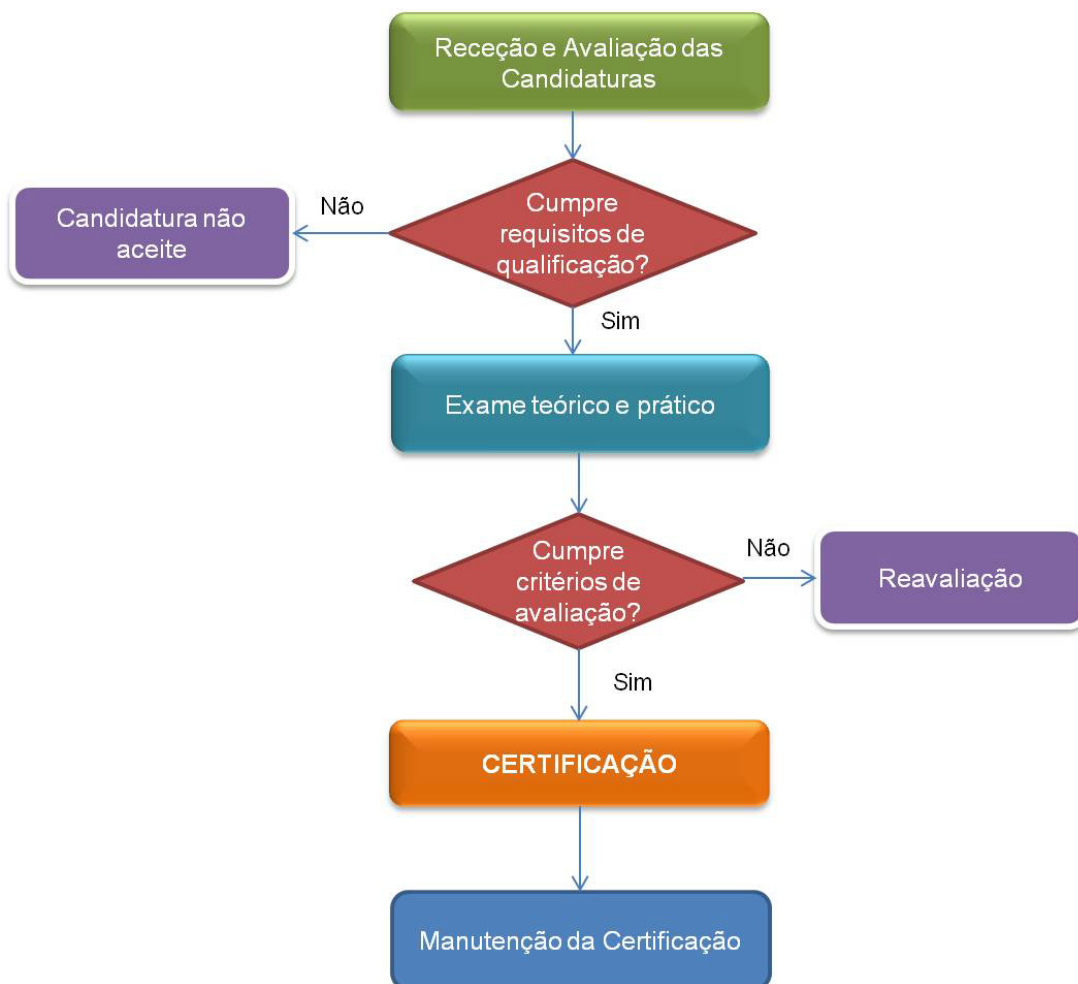 Receção e Avaliação das
Candidaturas
Candidatura não
aceite
Não
Cumpre
requisitos de
qualificação?
Sim
Exame teórico e prático
Cumpre
critérios de
avaliação?
Não
Reavaliação
Sim
CERTIFICAÇÃO
Manutenção da Certificação